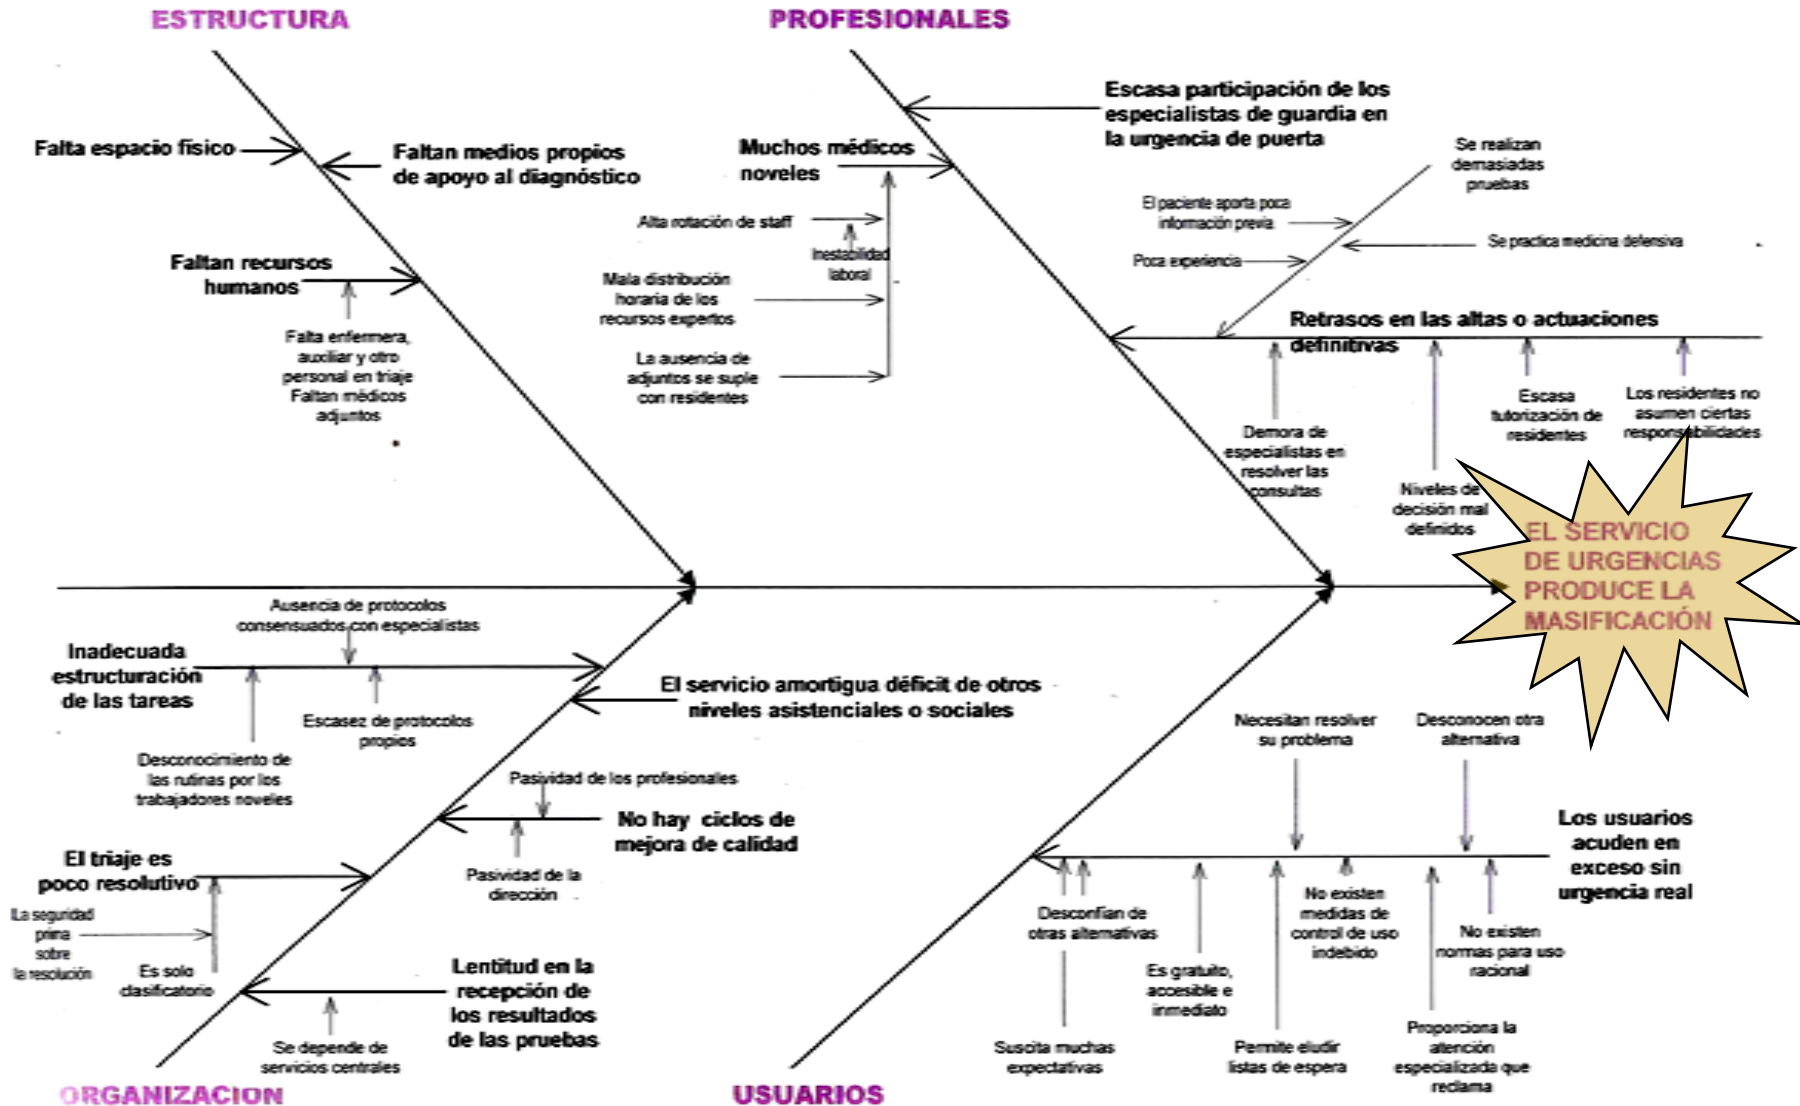 ESTRUCTURA
PROFESIONALES
Falta espacio físico
Faltan medios propios
de apoyo al diagnóstico
Faltan recursos
humanos
Falta enfermera,
auxiliar y otro
personal en triaje
Faltan médicos
adjuntos
Escasa participación de los
especialistas de guardia en
la urgencia de puerta
Muchos médicos
noveles
Alta rotación de staff
Inestabilidad
laboral
Mala distribución
horaria de los
recursos expertos
La ausencia de
adjuntos se suple
con residentes
Se realizan
demasiadas
pruebas
El paciente aporta poca
información previa
Se practica medicina defensiva
Poca experiencia
Retrasos en las altas o actuaciones
definitivas
Demora de
especialistas en
resolver las
consultas
Niveles de
decisión mal
definidos
Escasa
tutorización de
residentes
Los residentes no
asumen ciertas
responsabilidades
EL SERVICIO
DE URGENCIAS
PRODUCE LA
MASIFICACIÓN
Ausencia de protocolos
consensuados con especialistas
Inadecuada
estructuración
de las tareas
Escasez de protocolos
propios
Desconocimiento de
las rutinas por los
trabajadores noveles
El servicio amortigua déficit de otros
niveles asistenciales o sociales
Pasividad de los profesionales
No hay ciclos de
mejora de calidad
Pasividad de la
dirección
El triaje es
poco resolutivo
La seguridad
prima
sobre
la resolución
Es solo
clasificatorio
Lentitud en la
recepción de
los resultados
de las pruebas
Se depende de
servicios centrales
Necesitan resolver
su problema
Desconocen otra
alternativa
Los usuarios
acuden en
exceso sin
urgencia real
Desconfían de
otras alternativas
Suscita muchas
expectativas
Es gratuito,
accesible e
inmediato
Permite eludir
listas de espera
No existen
medidas de
control de uso
indebido
Proporciona la
atención
especializada que
reclama
No existen
normas para uso
racional
ORGANIZACION
USUARIOS